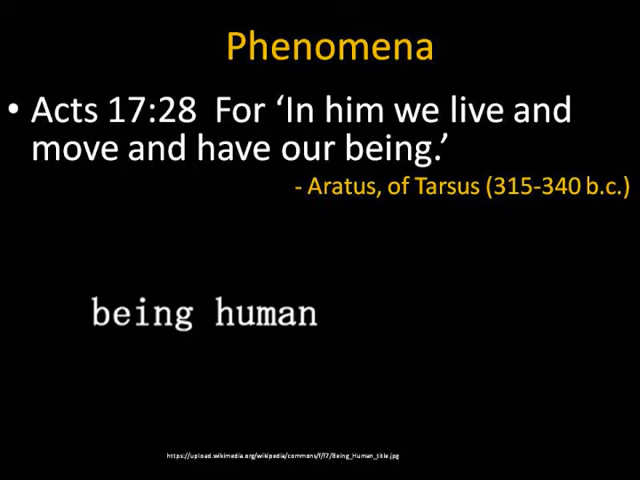 Phenomena
• Acts 17:28  For ‘In him we live and
move and have our being.’
- Aratus, of Tarsus (315-340 b.c.)
being human
https://upload.wikimedia.org/wikipedia/commons/f/f7/Being_Human_title.jpg